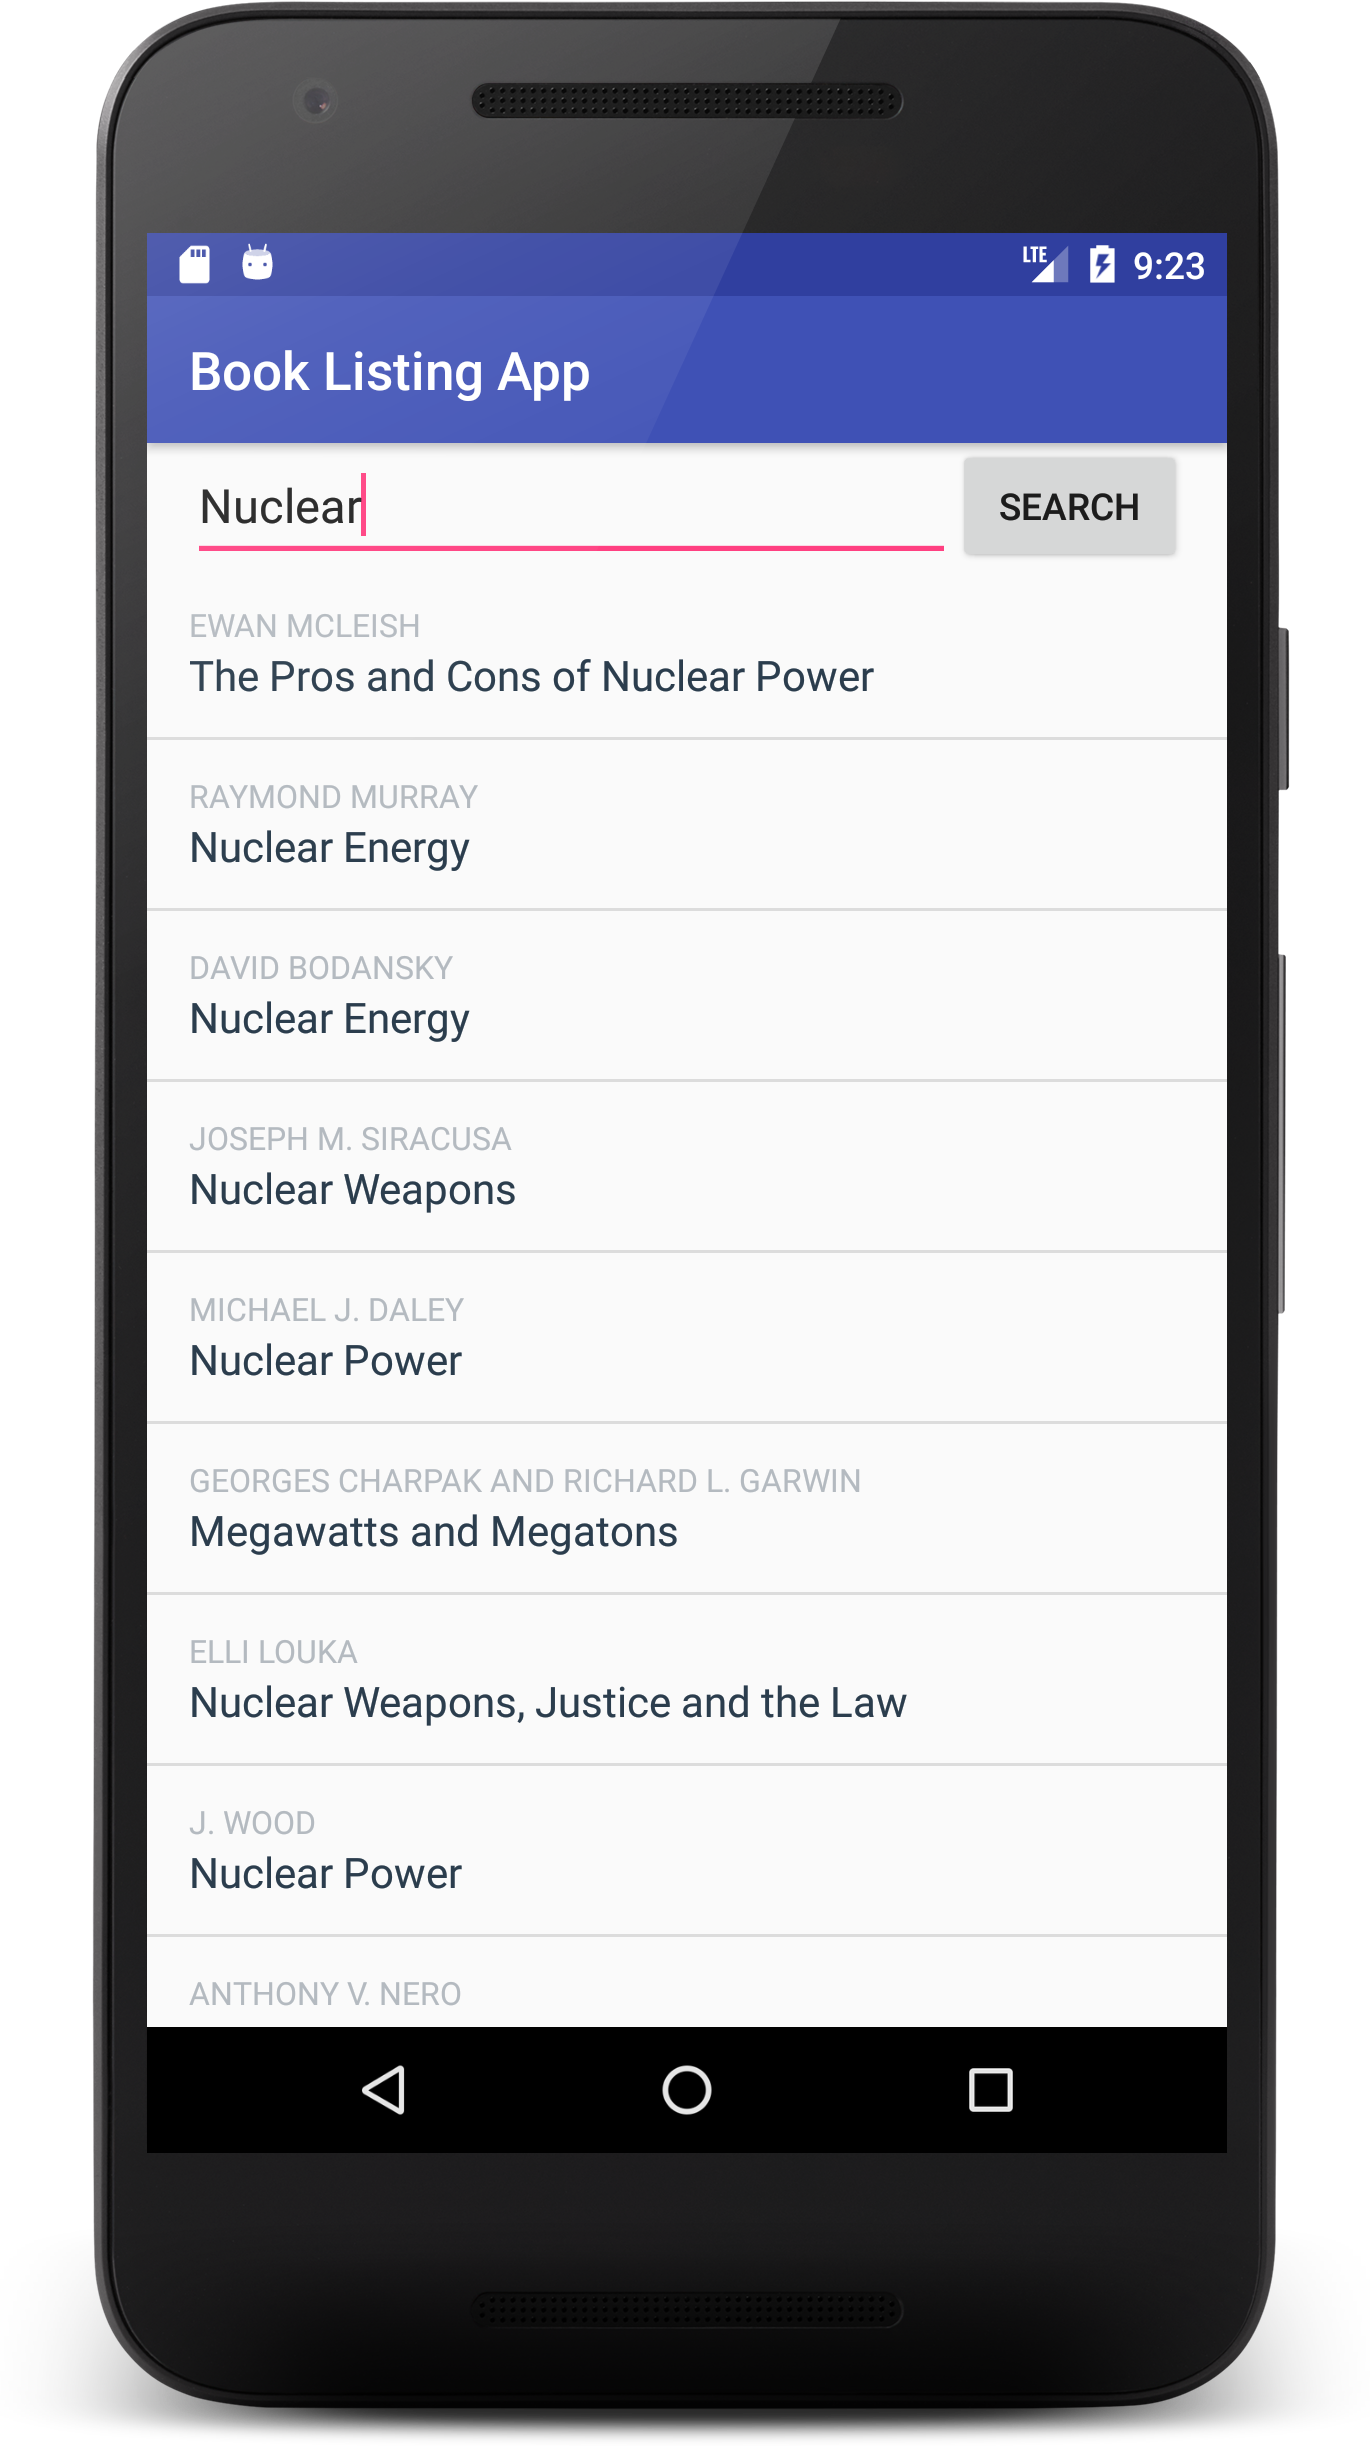 LTE 9:23
Book Listing App
Nuclear SEARCH
EWAN MCLEISH
The Pros and Cons of Nuclear Power
RAYMOND MURRAY
Nuclear Energy
DAVID BODANSKY
Nuclear Energy
JOSEPH M. SIRACUSA
Nuclear Weapons
MICHAEL J. DALEY
Nuclear Power
GEORGES CHARPAK AND RICHARD L. GARWIN
Megawatts and Megatons
ELLI LOUKA
Nuclear Weapons, Justice and the Law
J. WOOD
Nuclear Power
ANTHONY V. NERO